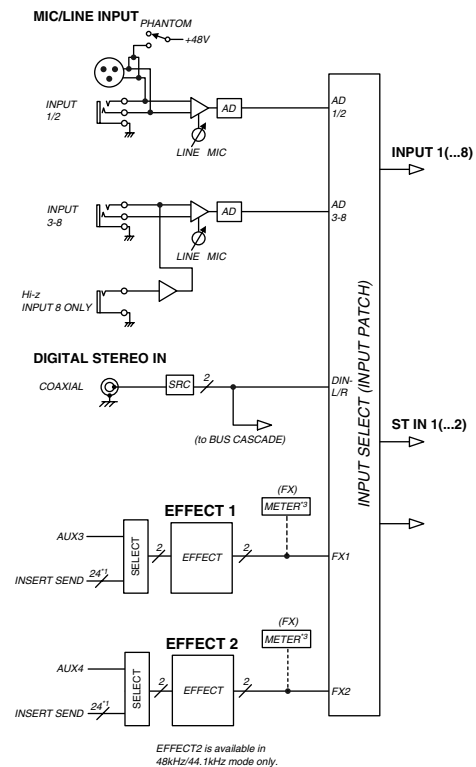 MIC/LINE INPUT
PHANTOM
+48V
INPUT
1/2
AD
LINE MIC
AD
1/2
INPUT 1(...8)
INPUT
3-8
AD
LINE MIC
AD
3-8
Hi-z
INPUT 8 ONLY
INPUT SELECT (INPUT PATCH)
DIGITAL STEREO IN
COAXIAL
SRC
2
DIN-
L/R
(to BUS CASCADE)
ST IN 1(...2)
EFFECT 1
(FX)
METER*3
AUX3
INSERT SEND
24*1
SELECT
2
EFFECT
2
FX1
EFFECT 2
(FX)
METER*3
AUX4
INSERT SEND
24*1
SELECT
2
EFFECT
2
FX2
EFFECT2 is available in
48kHz/44.1kHz mode only.